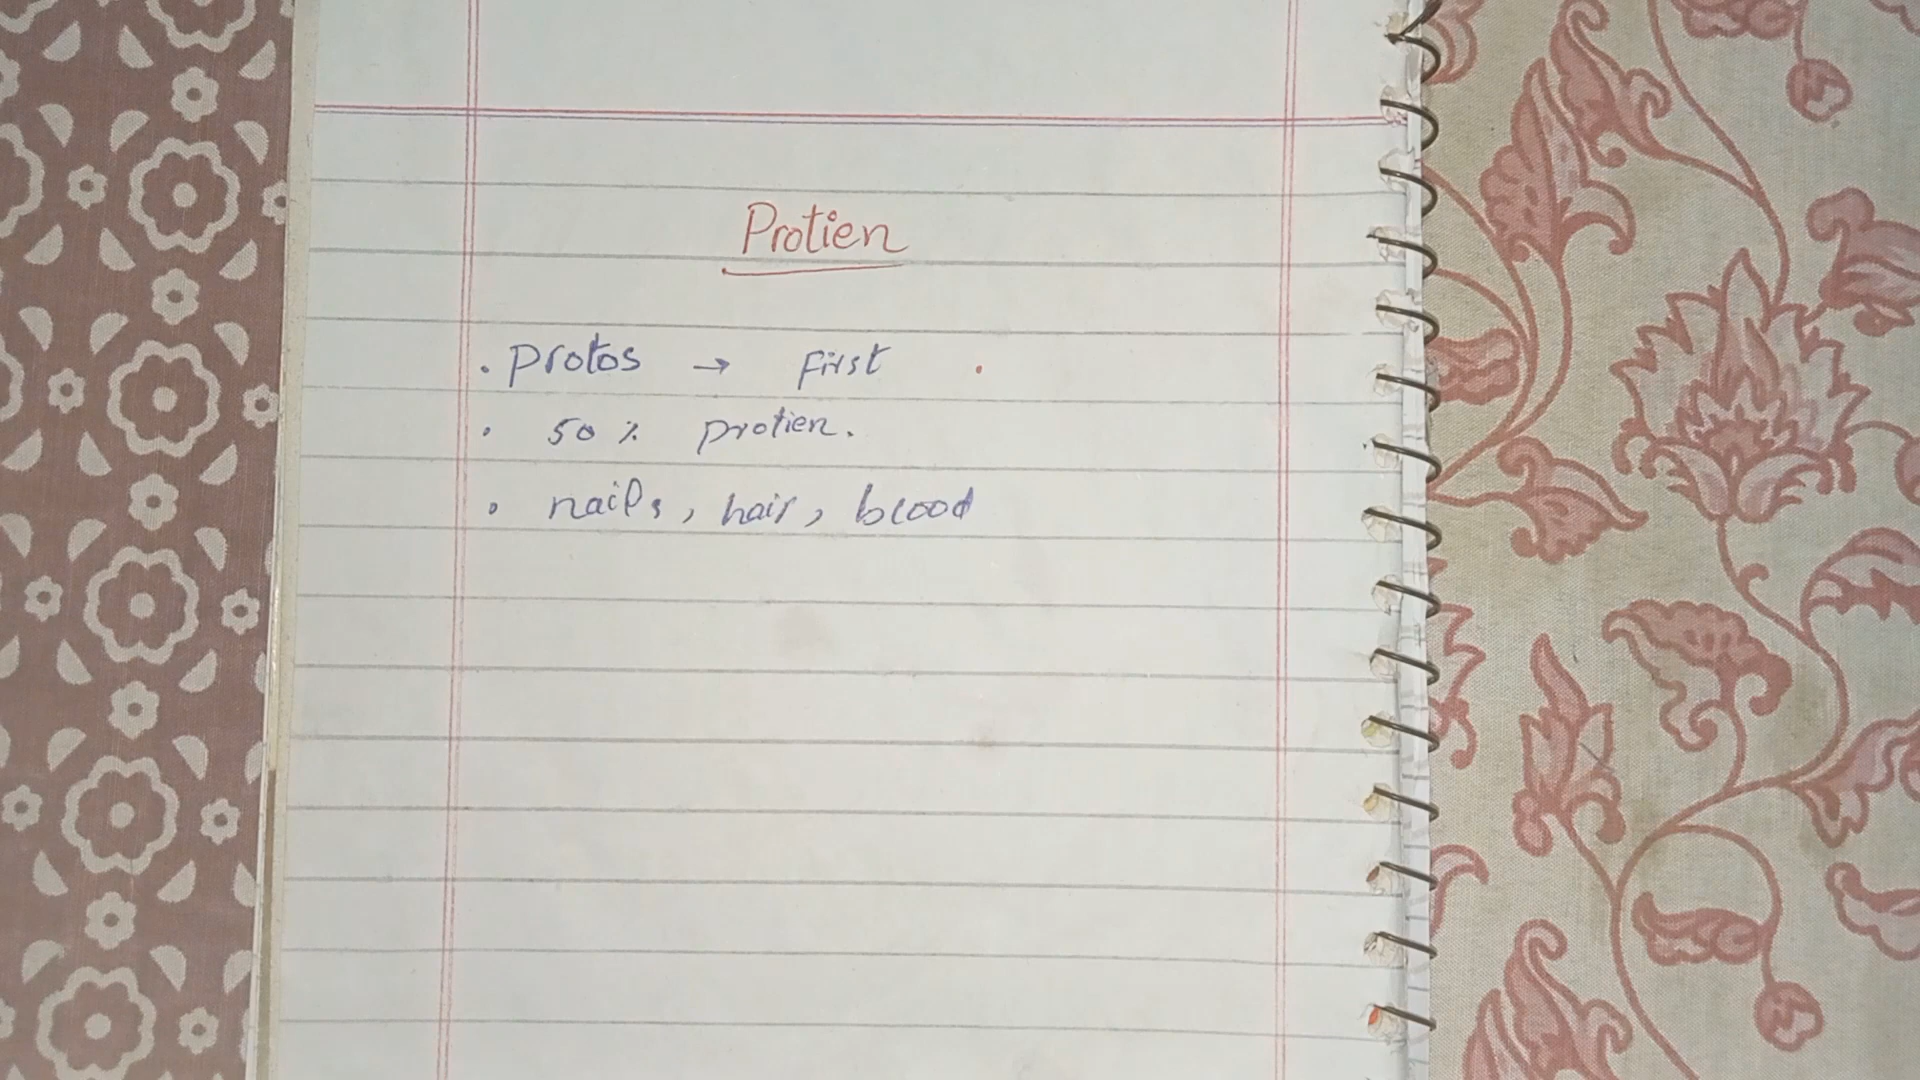 Protien
. Protos → First .
. 50 % protien.
. nails, hair, blood